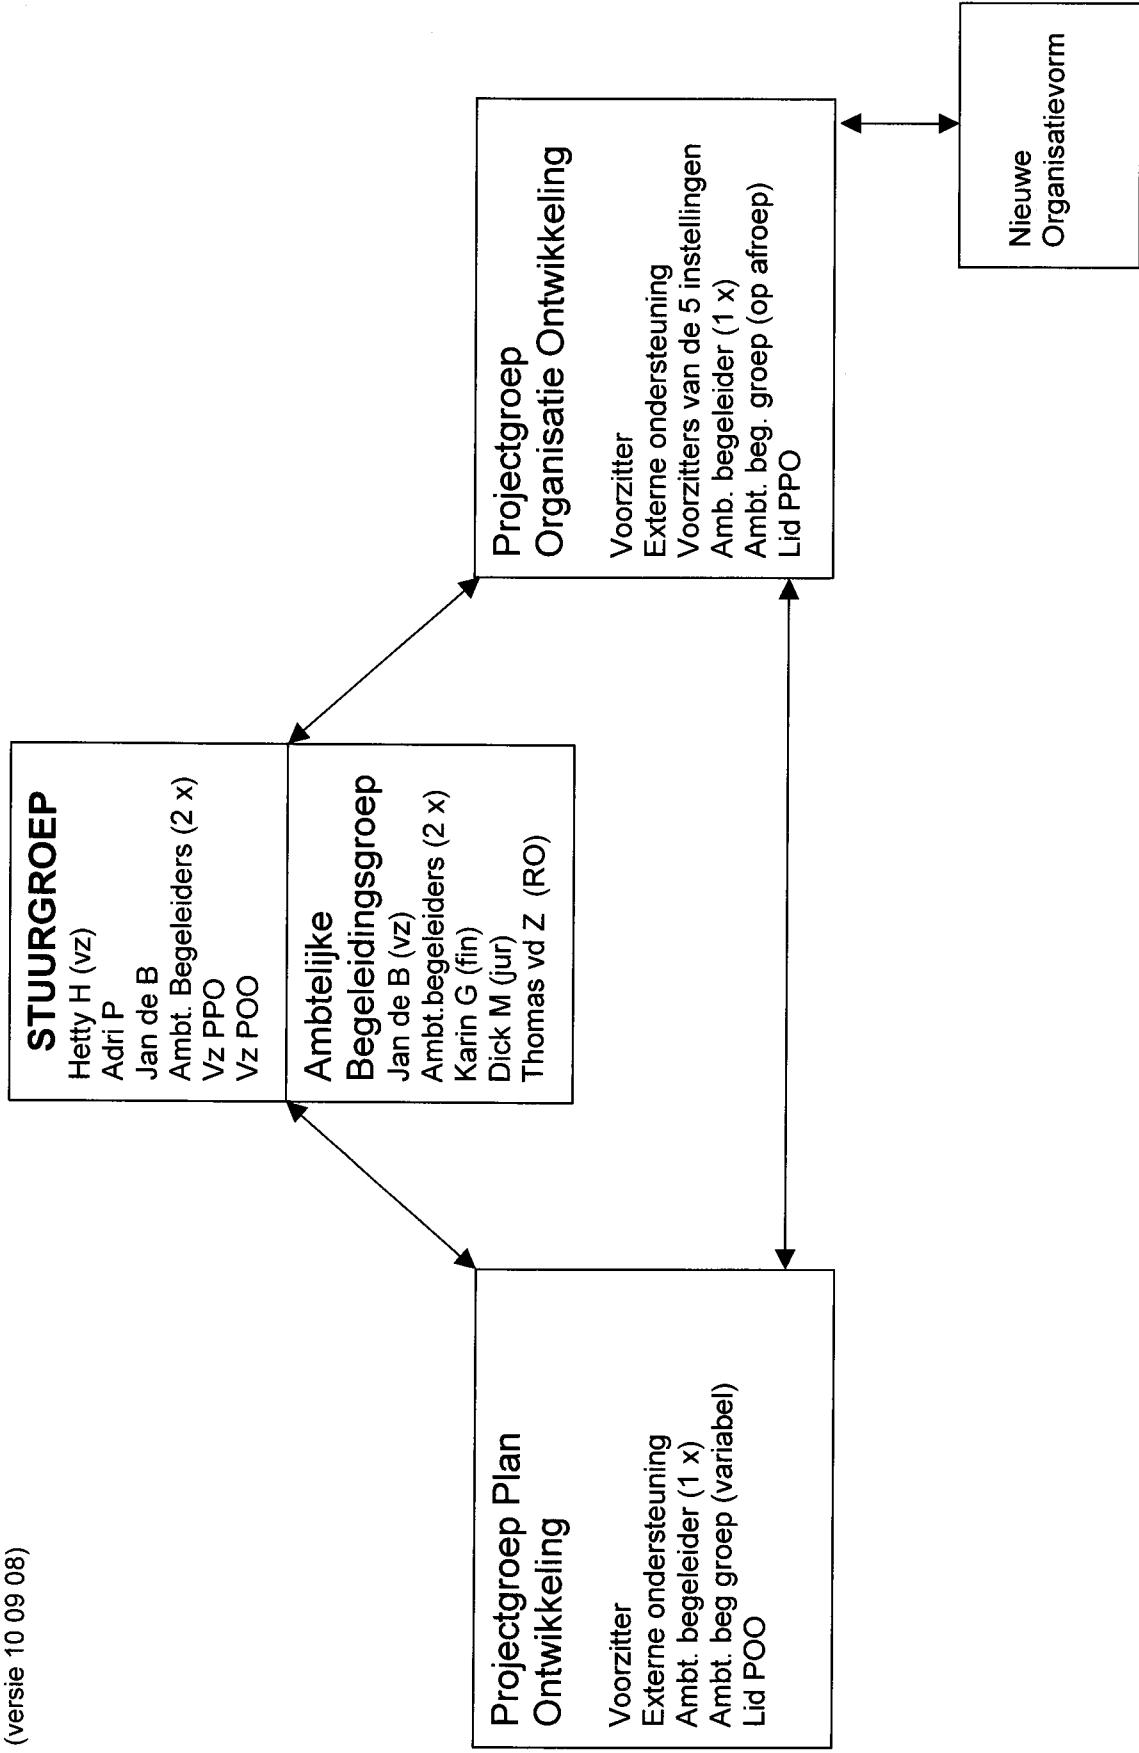 (versie 10 09 08)
STUURGROEP
Hetty H (vz)
Adri P
Jan de B
Ambt. Begeleiders (2 x)
Vz PPO
Vz POO
Ambtelijke
Begeleidingsgroep
Jan de B (vz)
Ambt.begeleiders (2 x)
Karin G (fin)
Dick M (jur)
Thomas vd Z (RO)
Projectgroep Plan
Ontwikkeling
Voorzitter
Externe ondersteuning
Ambt. begeleider (1 x)
Ambt. beg groep (variabel)
Lid POO
Projectgroep
Organisatie Ontwikkeling
Voorzitter
Externe ondersteuning
Voorzitters van de 5 instellingen
Amb. begeleider (1 x)
Ambt. beg. groep (op afroep)
Lid PPO
Nieuwe
Organisatievorm